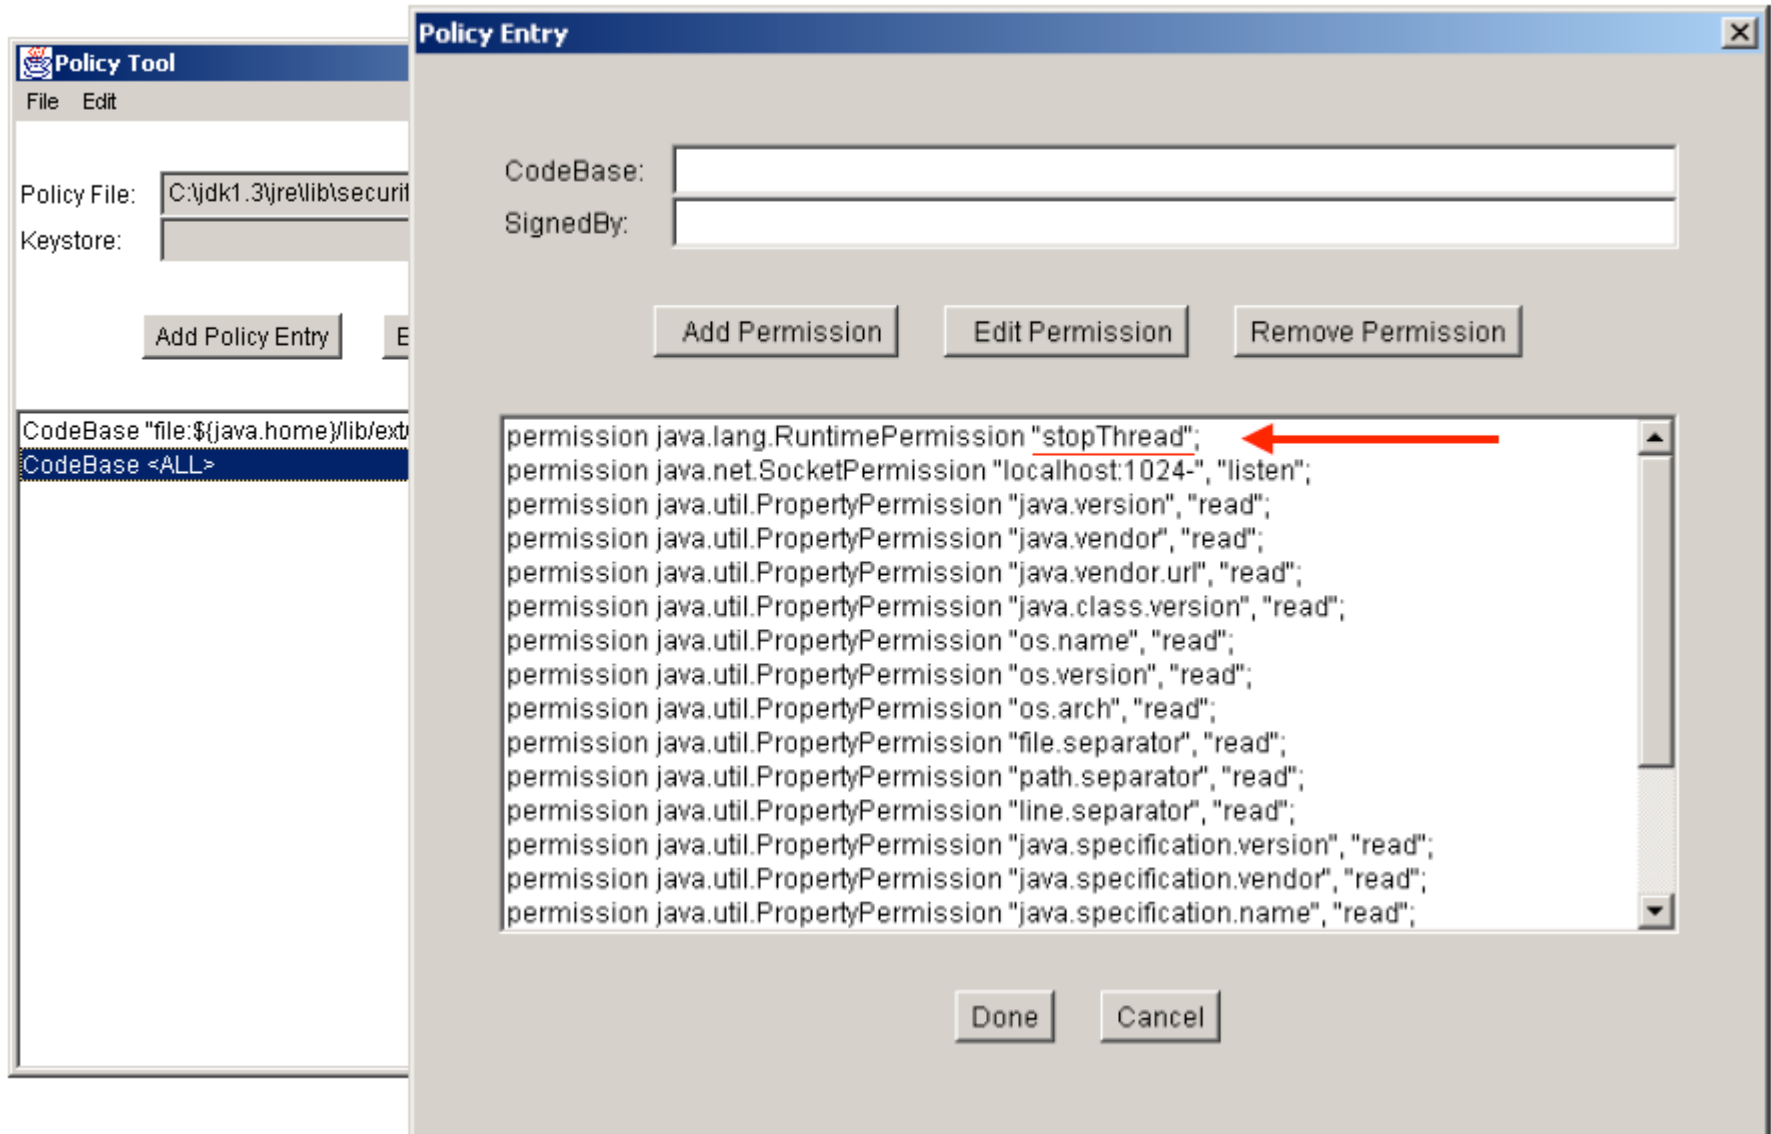 Policy Tool
File Edit
Policy File: C:\jdk1.3\jre\lib\securit
Keystore:
Add Policy Entry E
CodeBase "file:${java.home}/lib/ext/
CodeBase <ALL>
Policy Entry
CodeBase:
SignedBy:
Add Permission Edit Permission Remove Permission
permission java.lang.RuntimePermission "stopThread";
permission java.net.SocketPermission "localhost:1024-", "listen";
permission java.util.PropertyPermission "java.version", "read";
permission java.util.PropertyPermission "java.vendor", "read";
permission java.util.PropertyPermission "java.vendor.url", "read";
permission java.util.PropertyPermission "java.class.version", "read";
permission java.util.PropertyPermission "os.name", "read";
permission java.util.PropertyPermission "os.version", "read";
permission java.util.PropertyPermission "os.arch", "read";
permission java.util.PropertyPermission "file.separator", "read";
permission java.util.PropertyPermission "path.separator", "read";
permission java.util.PropertyPermission "line.separator", "read";
permission java.util.PropertyPermission "java.specification.version", "read";
permission java.util.PropertyPermission "java.specification.vendor", "read";
permission java.util.PropertyPermission "java.specification.name", "read";
Done Cancel